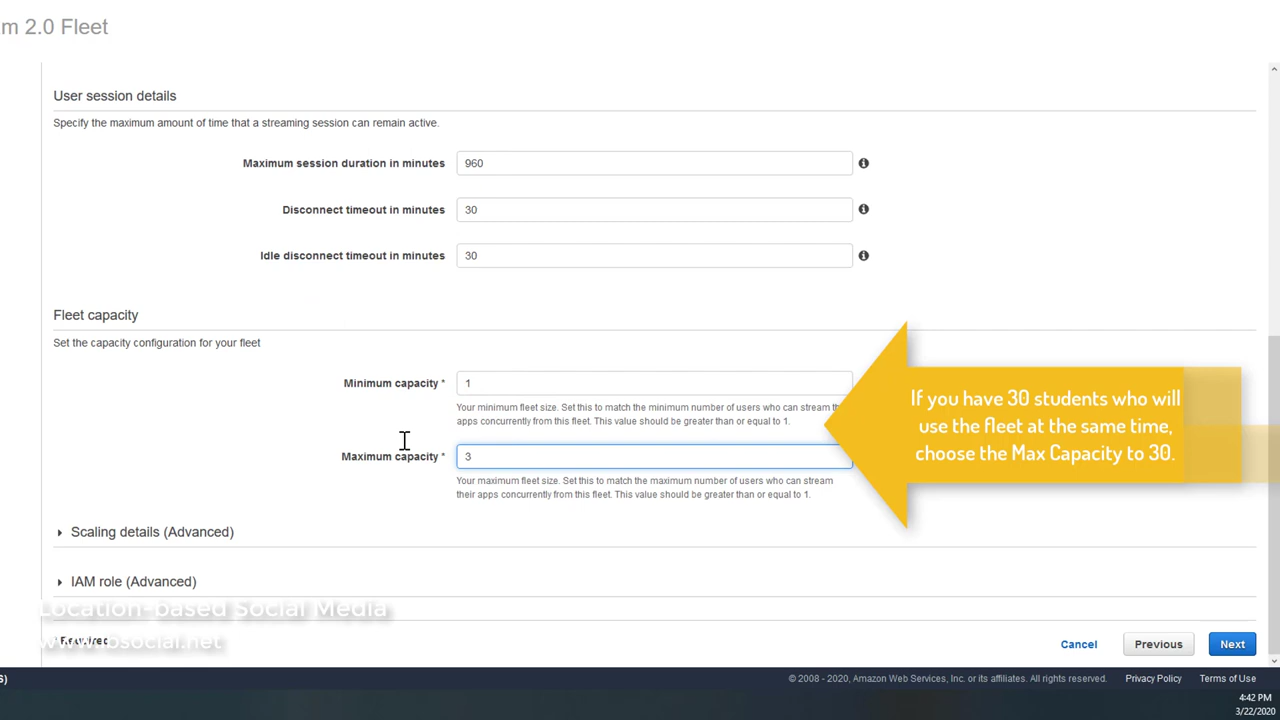 m 2.0 Fleet
User session details
Specify the maximum amount of time that a streaming session can remain active.
Maximum session duration in minutes 960
Disconnect timeout in minutes 30
Idle disconnect timeout in minutes 30
Fleet capacity
Set the capacity configuration for your fleet
Minimum capacity * 1
Your minimum fleet size. Set this to match the minimum number of users who can stream th
apps concurrently from this fleet. This value should be greater than or equal to 1.
Maximum capacity * 3
Your maximum fleet size. Set this to match the maximum number of users who can stream
their apps concurrently from this fleet. This value should be greater than or equal to 1.
If you have 30 students who will
use the fleet at the same time,
choose the Max Capacity to 30.
Scaling details (Advanced)
IAM role (Advanced)
Location-based Social Media
Required
Cancel Previous Next
S) © 2008 - 2020, Amazon Web Services, Inc. or its affiliates. All rights reserved. Privacy Policy Terms of Use
4:42 PM
3/22/2020